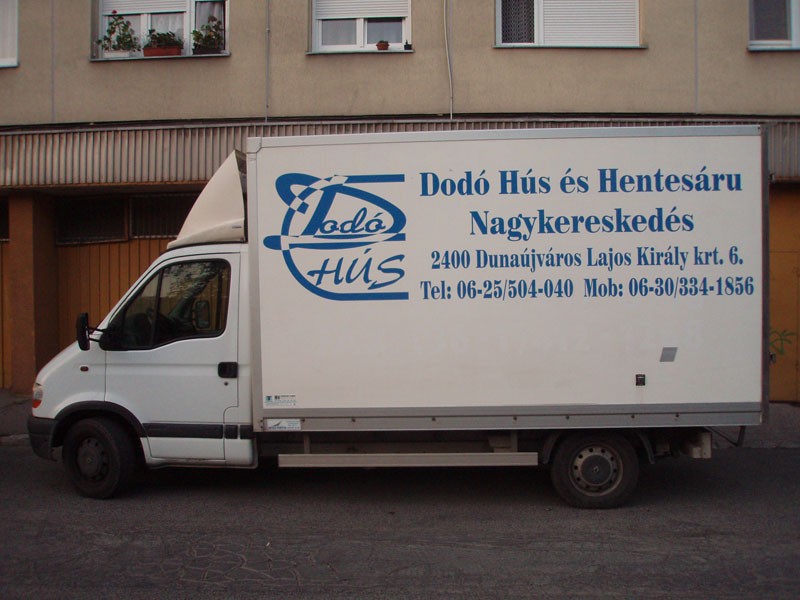 Dodó
HÚS
Dodó Hús és Hentesáru
Nagykereskedés
2400 Dunaújváros Lajos Király krt. 6.
Tel: 06-25/504-040 Mob: 06-30/334-1856